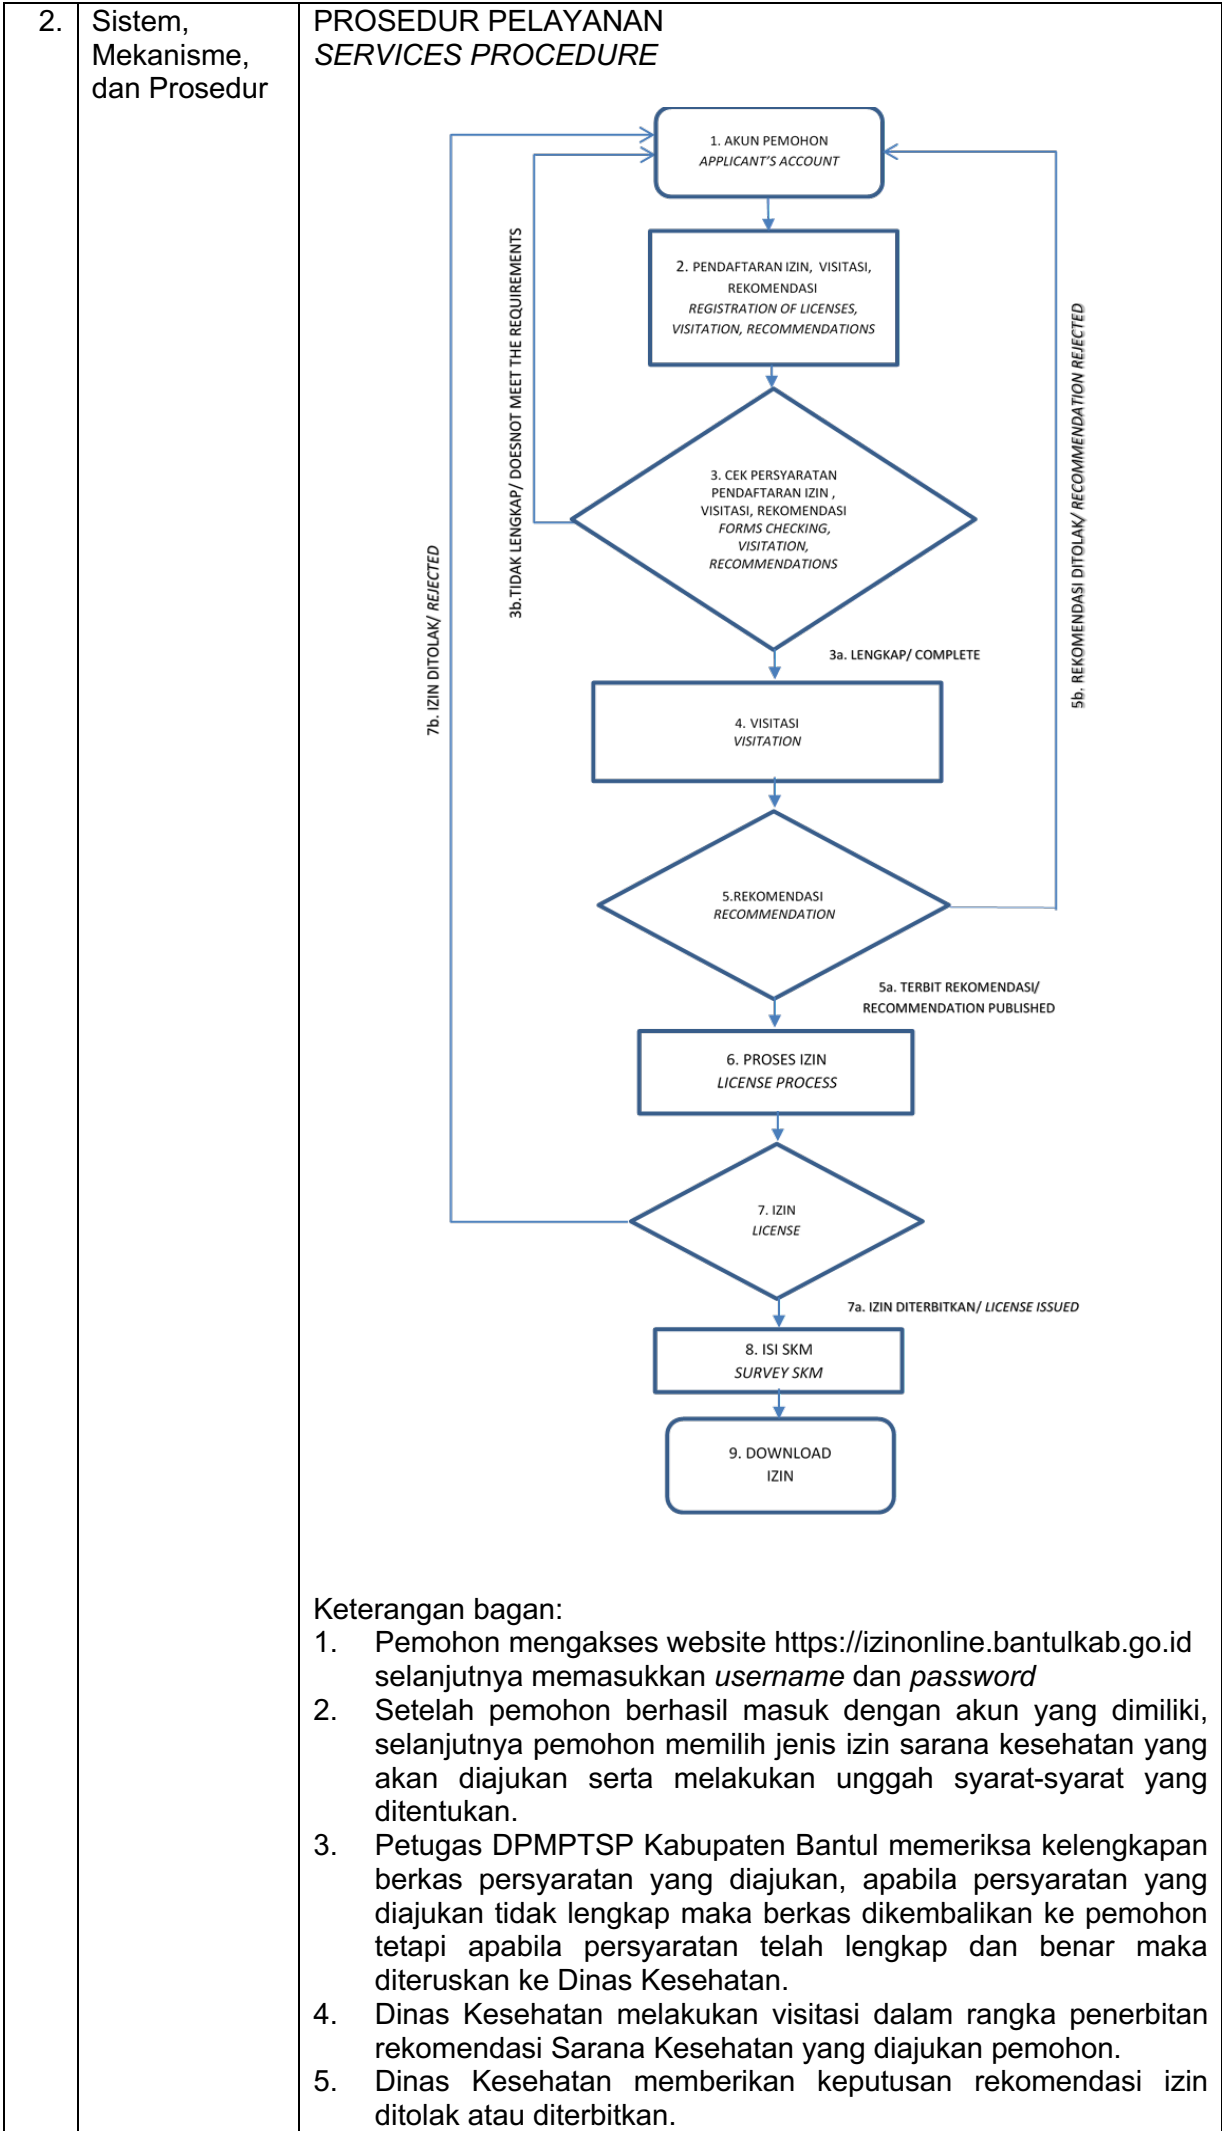 2.
Sistem,
Mekanisme,
dan Prosedur
PROSEDUR PELAYANAN
SERVICES PROCEDURE
1. AKUN PEMOHON
APPLICANT'S ACCOUNT
2. PENDAFTARAN IZIN, VISITASI,
REKOMENDASI
REGISTRATION OF LICENSES,
VISITATION, RECOMMENDATIONS
3. CEK PERSYARATAN
PENDAFTARAN IZIN ,
VISITASI, REKOMENDASI
FORMS CHECKING,
VISITATION,
RECOMMENDATIONS
3b.TIDAK LENGKAP/ DOESNOT MEET THE REQUIREMENTS
3a. LENGKAP/ COMPLETE
4. VISITASI
VISITATION
5.REKOMENDASI
RECOMMENDATION
5b. REKOMENDASI DITOLAK/ RECOMMENDATION REJECTED
5a. TERBIT REKOMENDASI/
RECOMMENDATION PUBLISHED
6. PROSES IZIN
LICENSE PROCESS
7. IZIN
LICENSE
7b. IZIN DITOLAK/ REJECTED
7a. IZIN DITERBITKAN/ LICENSE ISSUED
8. ISI SKM
SURVEY SKM
9. DOWNLOAD
IZIN
Keterangan bagan:
1. Pemohon mengakses website https://izinonline.bantulkab.go.id
selanjutnya memasukkan username dan password
2. Setelah pemohon berhasil masuk dengan akun yang dimiliki,
selanjutnya pemohon memilih jenis izin sarana kesehatan yang
akan diajukan serta melakukan unggah syarat-syarat yang
ditentukan.
3. Petugas DPMPTSP Kabupaten Bantul memeriksa kelengkapan
berkas persyaratan yang diajukan, apabila persyaratan yang
diajukan tidak lengkap maka berkas dikembalikan ke pemohon
tetapi apabila persyaratan telah lengkap dan benar maka
diteruskan ke Dinas Kesehatan.
4. Dinas Kesehatan melakukan visitasi dalam rangka penerbitan
rekomendasi Sarana Kesehatan yang diajukan pemohon.
5. Dinas Kesehatan memberikan keputusan rekomendasi izin
ditolak atau diterbitkan.